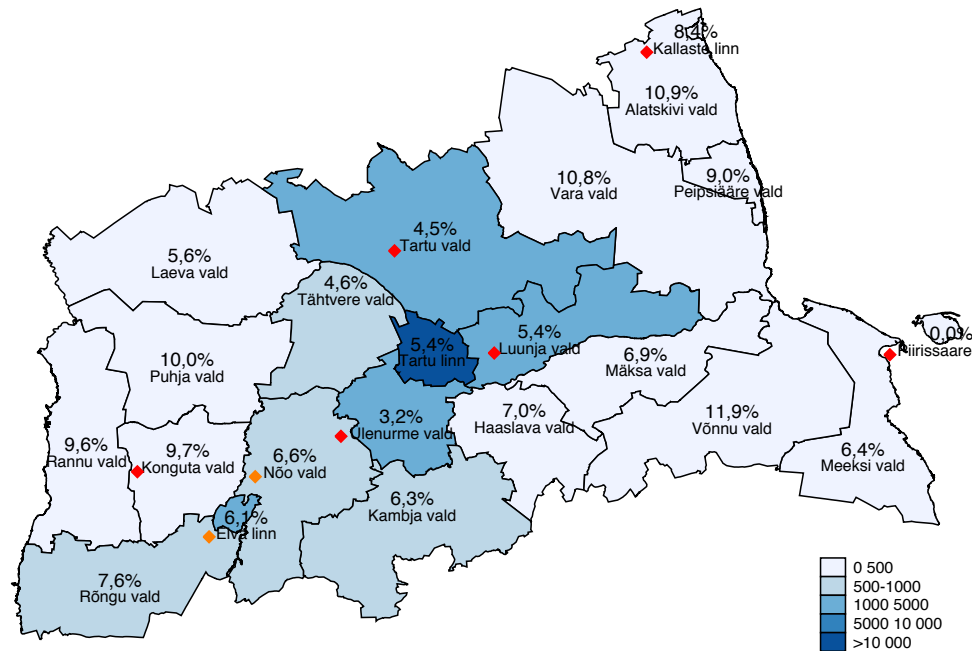 8,4%
Kallaste linn
10,9%
Alatskivi vald
10,8%
Vara vald
9,0%
Peipsiääre vald
4,5%
Tartu vald
5,6%
Laeva vald
4,6%
Tähtvere vald
0,0%
Piirissaare
5,4%
Tartu linn
5,4%
Luunja vald
6,9%
Mäksa vald
10,0%
Puhja vald
3,2%
Ülenurme vald
7,0%
Haaslava vald
11,9%
Võnnu vald
9,6%
Rannu vald
9,7%
Konguta vald
6,6%
Nõo vald
6,4%
Meeksi vald
6,3%
Kambja vald
6,1%
Elva linn
7,6%
Rõngu vald
0 500
500-1000
1000 5000
5000 10 000
>10 000